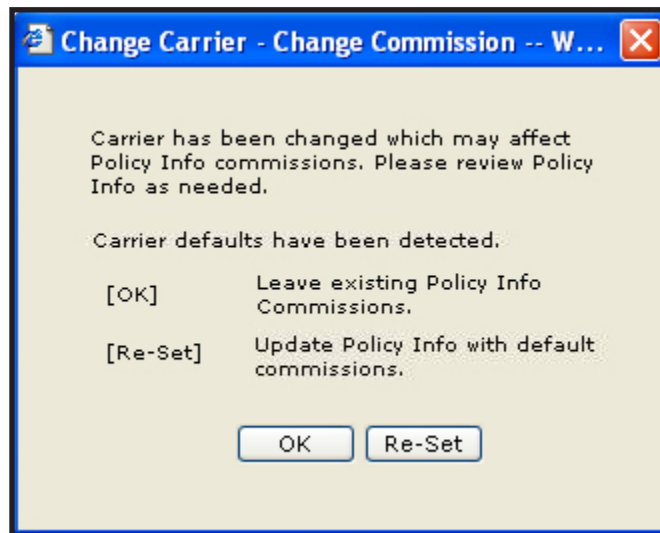 Change Carrier - Change Commission -- W...
Carrier has been changed which may affect
Policy Info commissions. Please review Policy
Info as needed.
Carrier defaults have been detected.
[OK] Leave existing Policy Info
Commissions.
[Re-Set] Update Policy Info with default
commissions.
OK Re-Set